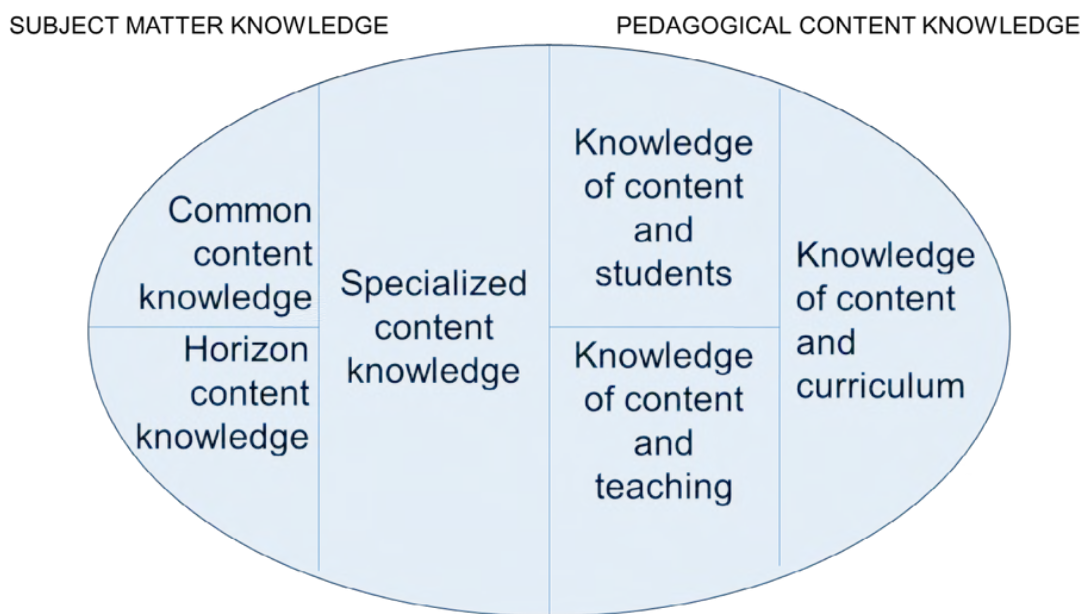 SUBJECT MATTER KNOWLEDGE
PEDAGOGICAL CONTENT KNOWLEDGE
Common
content
knowledge
Horizon
content
knowledge
Specialized
content
knowledge
Knowledge
of content
and
students
Knowledge
of content
and
teaching
Knowledge
of content
and
curriculum